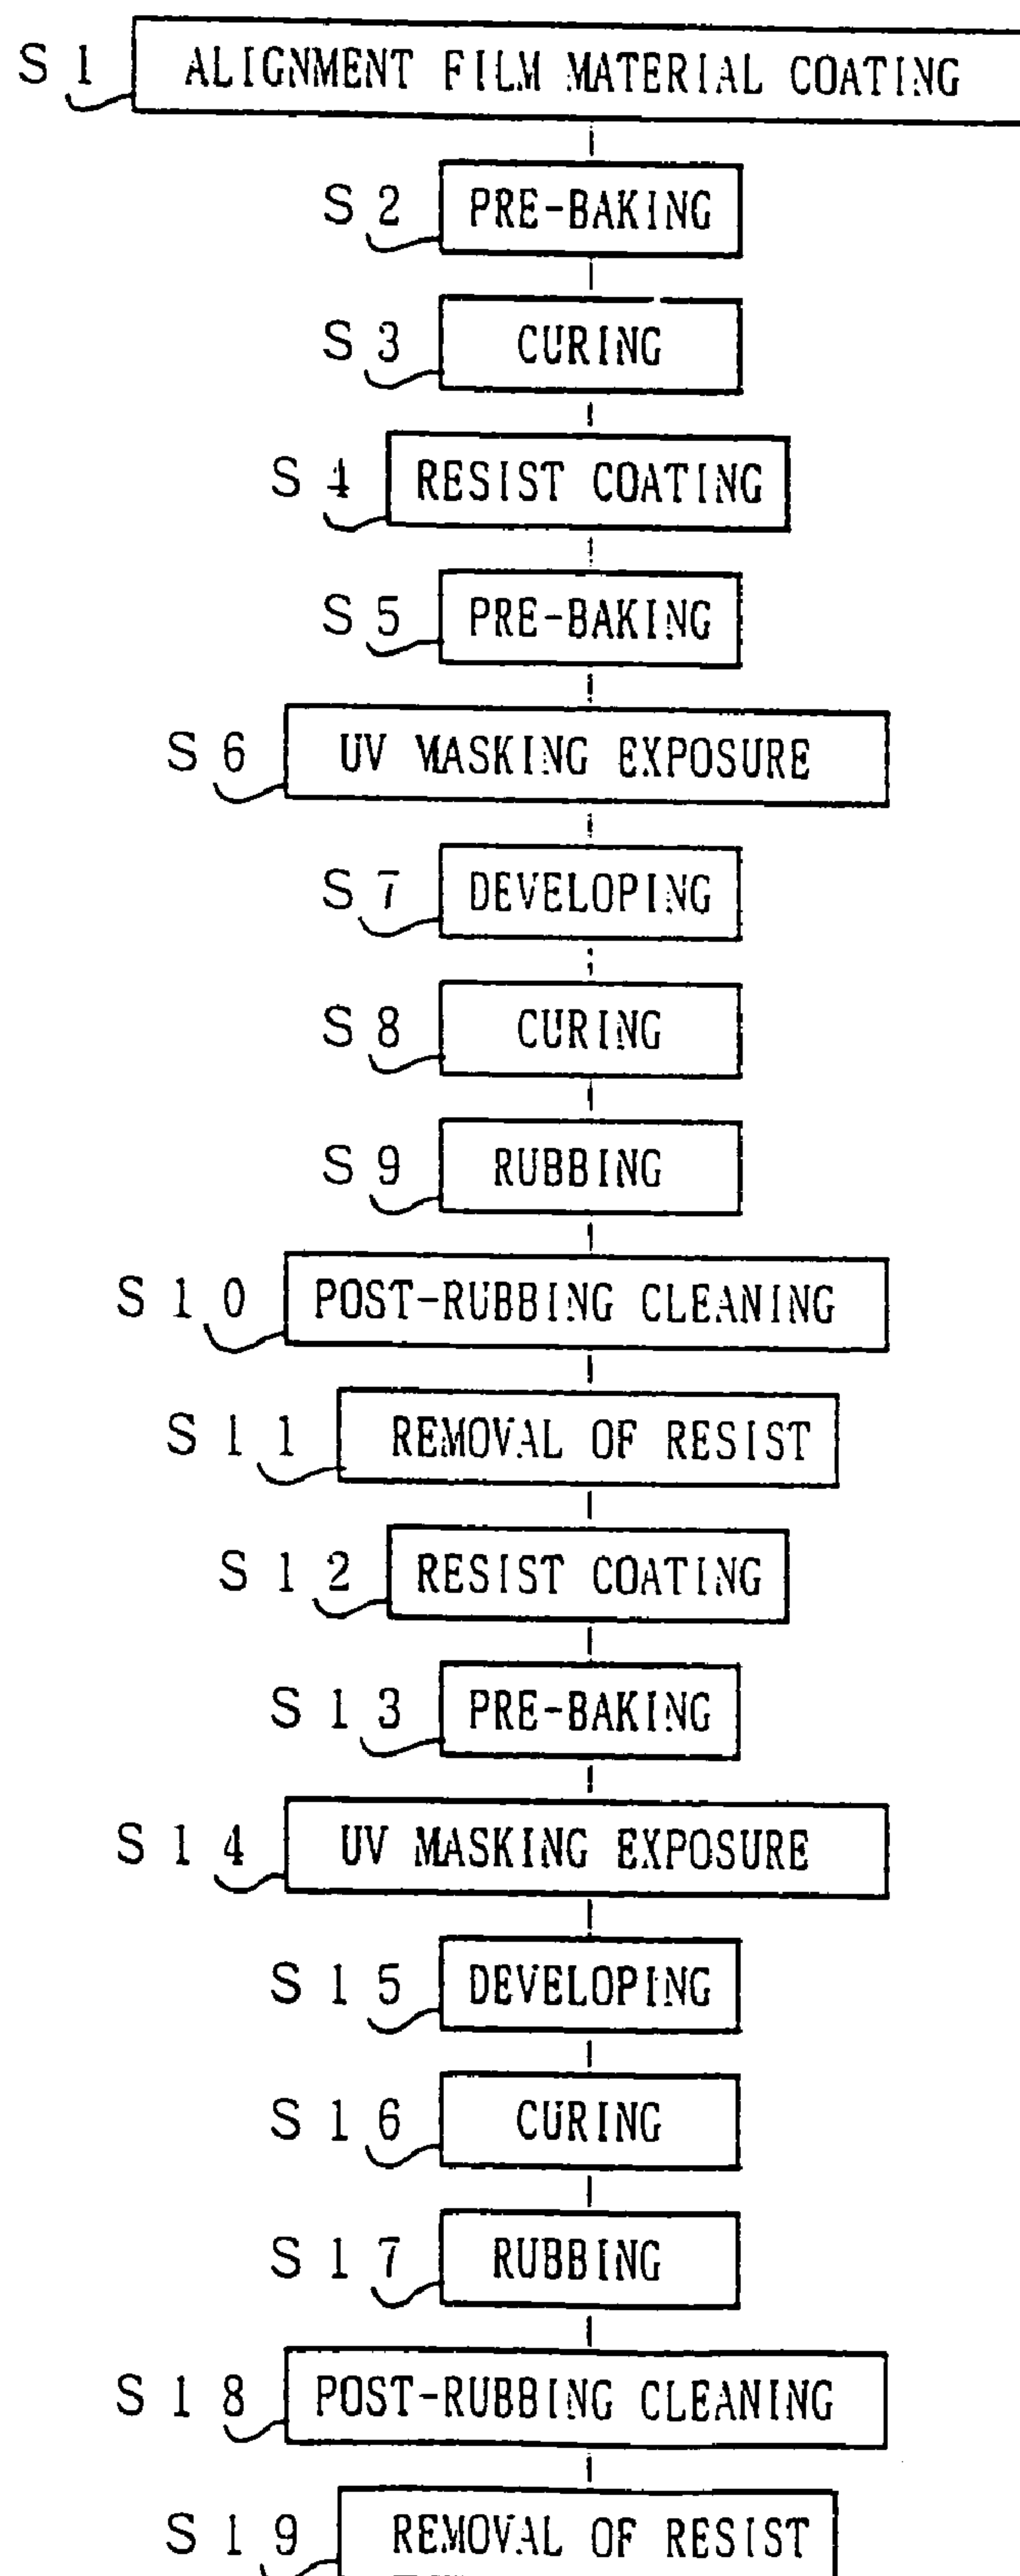 S1 ALIGNMENT FILM MATERIAL COATING
S2 PRE-BAKING
S3 CURING
S4 RESIST COATING
S5 PRE-BAKING
S6 UV MASKING EXPOSURE
S7 DEVELOPING
S8 CURING
S9 RUBBING
S10 POST-RUBBING CLEANING
S11 REMOVAL OF RESIST
S12 RESIST COATING
S13 PRE-BAKING
S14 UV MASKING EXPOSURE
S15 DEVELOPING
S16 CURING
S17 RUBBING
S18 POST-RUBBING CLEANING
S19 REMOVAL OF RESIST